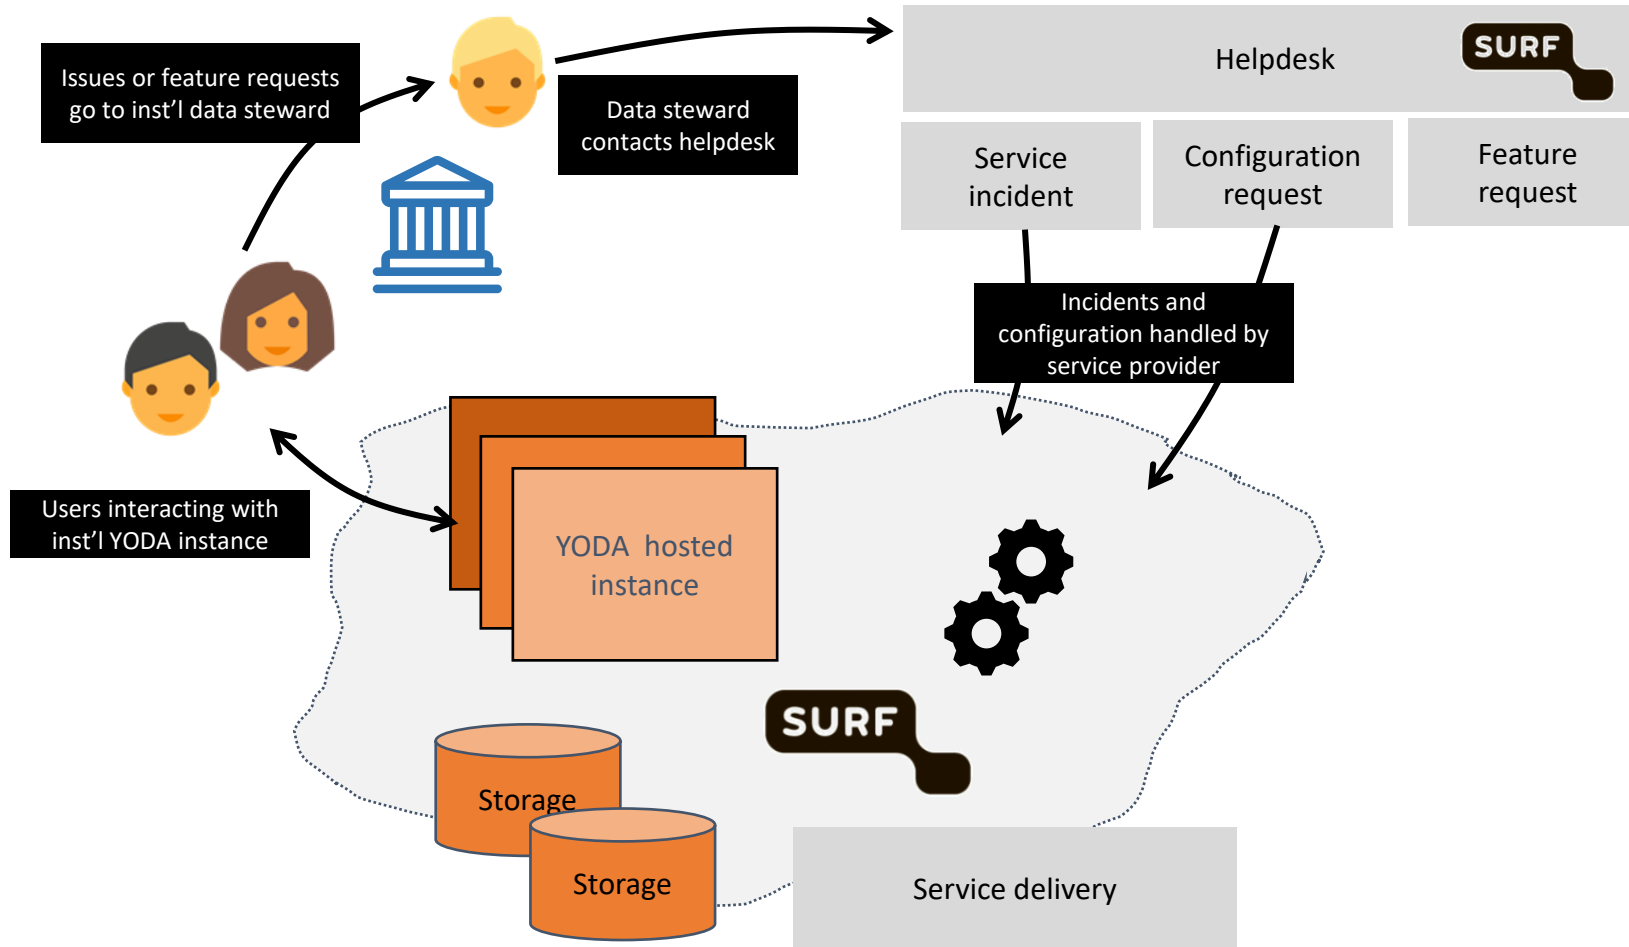 Issues or feature requests
go to inst’l data steward
Data steward
contacts helpdesk
Helpdesk
SURF
Service
incident
Configuration
request
Feature
request
Incidents and
configuration handled by
service provider
Users interacting with
inst’l YODA instance
YODA hosted
instance
SURF
Storage
Storage
Service delivery